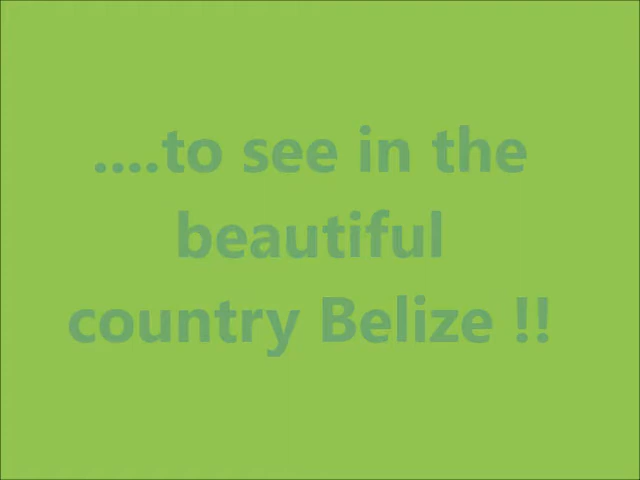 ....to see in the
beautiful
country Belize !!